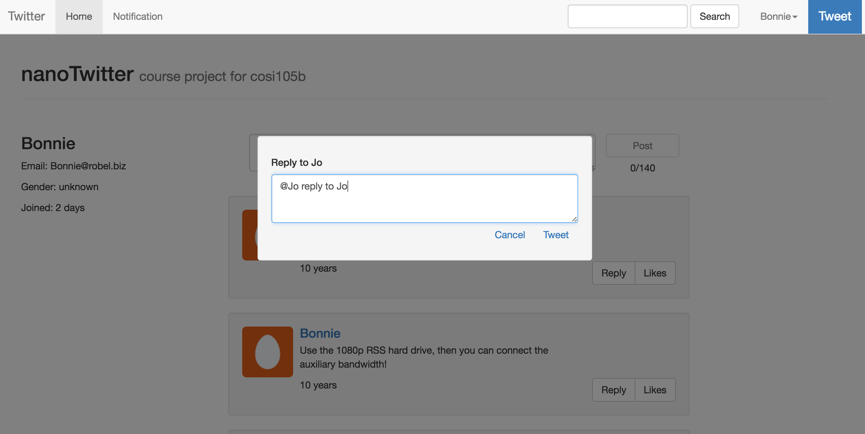 Twitter Home Notification Search Bonnie Tweet
nanoTwitter course project for cosi105b
Bonnie
Email: Bonnie@robel.biz
Gender: unknown
Joined: 2 days
Post
0/140
Reply to Jo
@Jo reply to Jo
Cancel Tweet
10 years
Reply Likes
Bonnie
Use the 1080p RSS hard drive, then you can connect the
auxiliary bandwidth!
10 years
Reply Likes